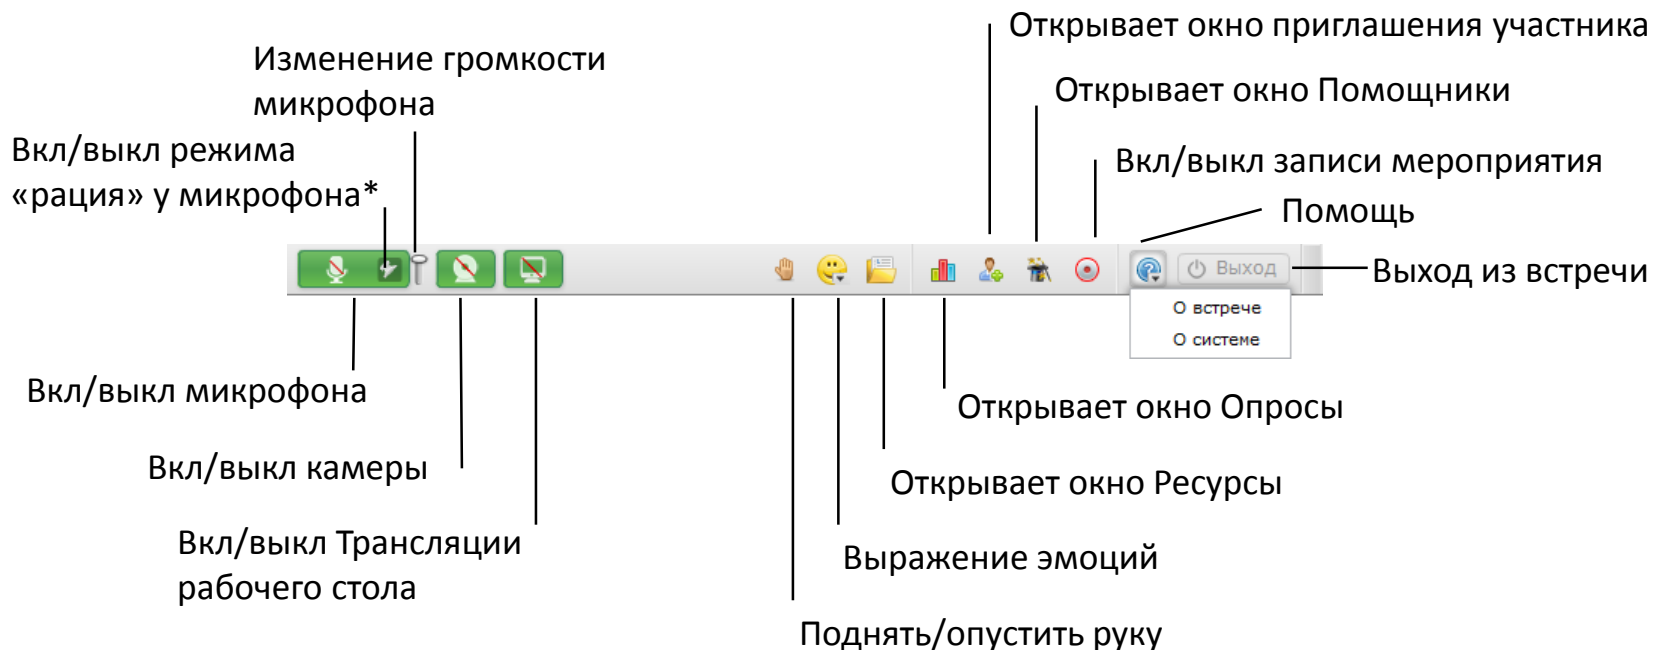 Открывает окно приглашения участника
Изменение громкости
микрофона
Открывает окно Помощники
Вкл/выкл режима
«рация» у микрофона*
Вкл/выкл записи мероприятия
Помощь
Выход
Выход из встречи
О встрече
О системе
Вкл/выкл микрофона
Открывает окно Опросы
Вкл/выкл камеры
Открывает окно Ресурсы
Вкл/выкл Трансляции
рабочего стола
Выражение эмоций
Поднять/опустить руку